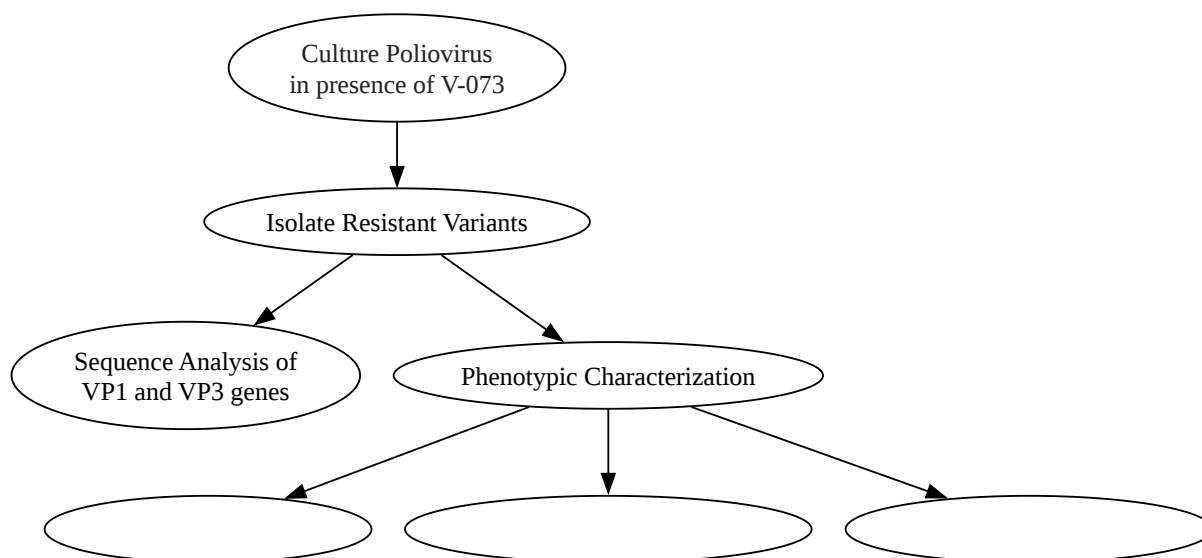 Culture Poliovirus
in presence of V-073
Isolate Resistant Variants
Sequence Analysis of
VP1 and VP3 genes
Phenotypic Characterization